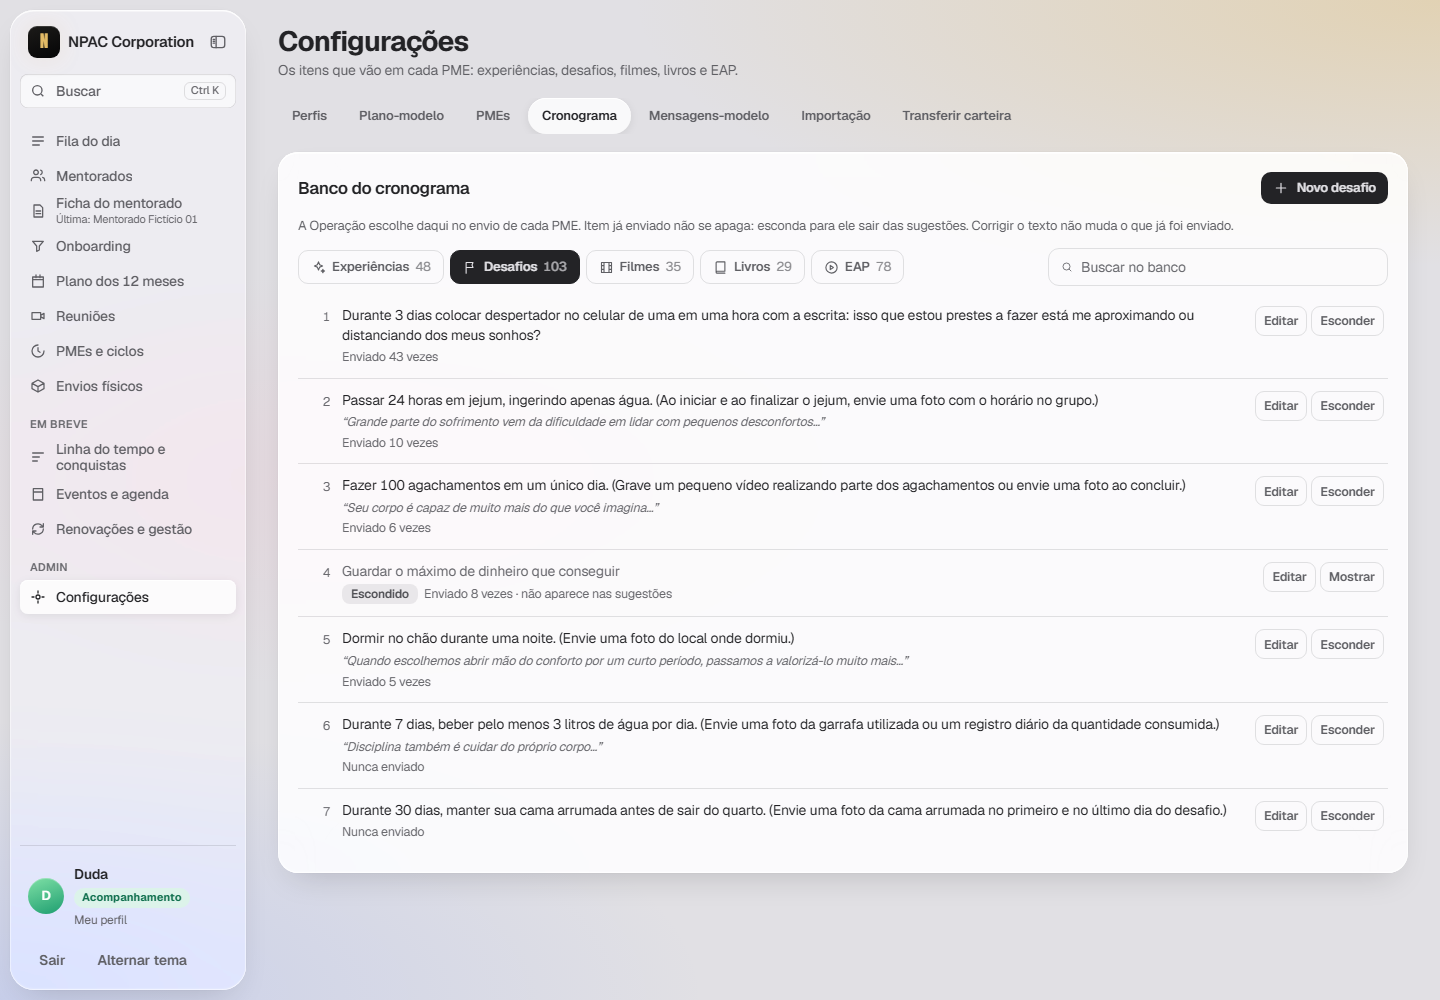 N
NPAC Corporation
Buscar
Ctrl K
Fila do dia
Mentorados
Ficha do mentorado
Última: Mentorado Fictício 01
Onboarding
Plano dos 12 meses
Reuniões
PMEs e ciclos
Envios físicos
EM BREVE
Linha do tempo e
conquistas
Eventos e agenda
Renovações e gestão
ADMIN
Configurações
D
Duda
Acompanhamento
Meu perfil
Sair
Alternar tema
Configurações
Os itens que vão em cada PME: experiências, desafios, filmes, livros e EAP.
Perfis
Plano-modelo
PMEs
Cronograma
Mensagens-modelo
Importação
Transferir carteira
Banco do cronograma
Novo desafio
A Operação escolhe daqui no envio de cada PME. Item já enviado não se apaga: esconda para ele sair das sugestões. Corrigir o texto não muda o que já foi enviado.
Experiências 48
Desafios 103
Filmes 35
Livros 29
EAP 78
Buscar no banco
1
Durante 3 dias colocar despertador no celular de uma em uma hora com a escrita: isso que estou prestes a fazer está me aproximando ou
distanciando dos meus sonhos?
Enviado 43 vezes
Editar
Esconder
2
Passar 24 horas em jejum, ingerindo apenas água. (Ao iniciar e ao finalizar o jejum, envie uma foto com o horário no grupo.)
“Grande parte do sofrimento vem da dificuldade em lidar com pequenos desconfortos…”
Enviado 10 vezes
Editar
Esconder
3
Fazer 100 agachamentos em um único dia. (Grave um pequeno vídeo realizando parte dos agachamentos ou envie uma foto ao concluir.)
“Seu corpo é capaz de muito mais do que você imagina…”
Enviado 6 vezes
Editar
Esconder
4
Guardar o máximo de dinheiro que conseguir
Escondido
Enviado 8 vezes · não aparece nas sugestões
Editar
Mostrar
5
Dormir no chão durante uma noite. (Envie uma foto do local onde dormiu.)
“Quando escolhemos abrir mão do conforto por um curto período, passamos a valorizá-lo muito mais…”
Enviado 5 vezes
Editar
Esconder
6
Durante 7 dias, beber pelo menos 3 litros de água por dia. (Envie uma foto da garrafa utilizada ou um registro diário da quantidade consumida.)
“Disciplina também é cuidar do próprio corpo…”
Nunca enviado
Editar
Esconder
7
Durante 30 dias, manter sua cama arrumada antes de sair do quarto. (Envie uma foto da cama arrumada no primeiro e no último dia do desafio.)
Nunca enviado
Editar
Esconder